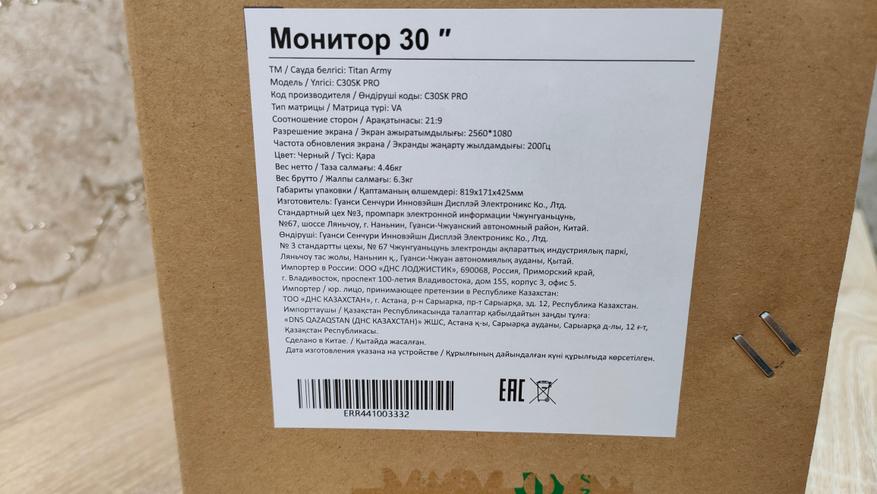 Монитор 30 "
ТМ / Сауда белгісі: Titan Army
Модель / Үлгісі: C30SK PRO
Код производителя / Өндіруші коды: C30SK PRO
Тип матрицы / Матрица түрі: VA
Соотношение сторон / Арақатынасы: 21:9
Разрешение экрана / Экран ажыратымдылығы: 2560*1080
Частота обновления экрана / Экранды жаңарту жылдамдығы: 200Гц
Цвет: Черный / Түсі: Қара
Вес нетто / Таза салмағы: 4.46кг
Вес брутто / Жалпы салмағы: 6.3кг
Габариты упаковки / Қаптаманың өлшемдері: 819x171x425мм
Изготовитель: Гуанси Сенчури Инновэйшн Дисплэй Электроникс Ко., Лтд.
Стандартный цех №3, промпарк электронной информации Чжунгуаньцунь,
№67, шоссе Ляньчоу, г. Наньнин, Гуанси-Чжуанский автономный район, Китай.
Өндіруші: Гуанси Сенчури Инновэйшн Дисплэй Электроникс Ко., Лтд.
№ 3 стандартты цехы, № 67 Чжунгуаньцунь электронды ақпараттық индустриялық паркі,
Ляньчоу тас жолы, Наньнин қ., Гуанси-Чжуан автономиялық ауданы, Қытай.
Импортер в России: ООО «ДНС ЛОДЖИСТИК», 690068, Россия, Приморский край,
г. Владивосток, проспект 100-летия Владивостока, дом 155, корпус 3, офис 5.
Импортер / юр. лицо, принимающее претензии в Республике Казахстан:
ТОО «ДНС КАЗАХСТАН», г. Астана, р-н Сарыарка, пр-т Сарыарка, зд. 12, Республика Казахстан.
Импорттаушы / Қазақстан Республикасында талаптар қабылдайтын заңды тұлға:
«DNS QAZAQSTAN (ДНС КАЗАХСТАН)» ЖШС, Астана қ-ы, Сарыарқа ауданы, Сарыарқа д-лы, 12 ғ-т,
Қазақстан Республикасы.
Сделано в Китае. / Қытайда жасалған.
Дата изготовления указана на устройстве / Құрылғының дайындалған күні құрылғыда көрсетілген.
ERR441003332
EAC